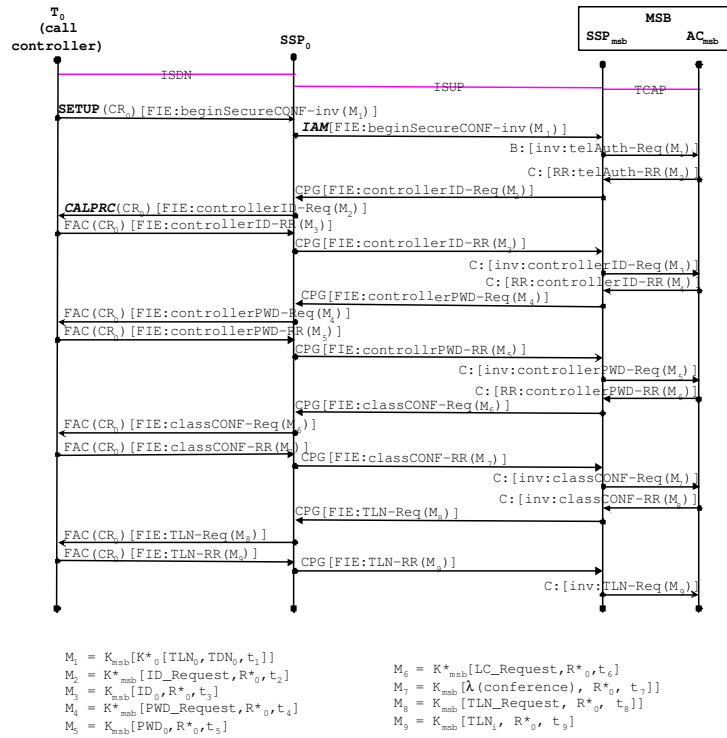 T0
(call
controller)
SSP0
MSB
SSPmsb ACmsb
ISDN
ISUP
TCAP
SETUP(CR0)[FIE:beginSecureCONF-inv(M1)]
IAM[FIE:beginSecureCONF-inv(M1)]
B:[inv:telAuth-Req(M1)]
C:[RR:telAuth-RR(M2)]
CPG[FIE:controllerID-Req(M2)]
CALPRC(CR0)[FIE:controllerID-Req(M2)]
FAC(CR0)[FIE:controllerID-RR(M3)]
CPG[FIE:controllerID-RR(M3)]
C:[inv:controllerID-Req(M3)]
C:[RR:controllerID-RR(M4)]
CPG[FIE:controllerPWD-Req(M4)]
FAC(CR0)[FIE:controllerPWD-Req(M4)]
FAC(CR0)[FIE:controllerPWD-RR(M5)]
CPG[FIE:controllrPWD-RR(M5)]
C:[inv:controllerPWD-Req(M5)]
C:[RR:controllerPWD-RR(M6)]
CPG[FIE:classCONF-Req(M6)]
FAC(CR0)[FIE:classCONF-Req(M6)]
FAC(CR0)[FIE:classCONF-RR(M7)]
CPG[FIE:classCONF-RR(M7)]
C:[inv:classCONF-Req(M7)]
C:[inv:classCONF-RR(M8)]
CPG[FIE:TLN-Req(M8)]
FAC(CR0)[FIE:TLN-Req(M8)]
FAC(CR0)[FIE:TLN-RR(M9)]
CPG[FIE:TLN-RR(M9)]
C:[inv:TLN-Req(M9)]
M1 = Kmsb[K*0[TLN0,TDN0,t1]]
M2 = K*msb[ID_Request,R*0,t2]
M3 = Kmsb[ID0,R*0,t3]
M4 = K*msb[PWD_Request,R*0,t4]
M5 = Kmsb[PWD0,R*0,t5]
M6 = K*msb[LC_Request,R*0,t6]
M7 = Kmsb[λ(conference), R*0, t7]]
M8 = Kmsb[TLN_Request, R*0, t8]]
M9 = Kmsb[TLNi, R*0, t9]